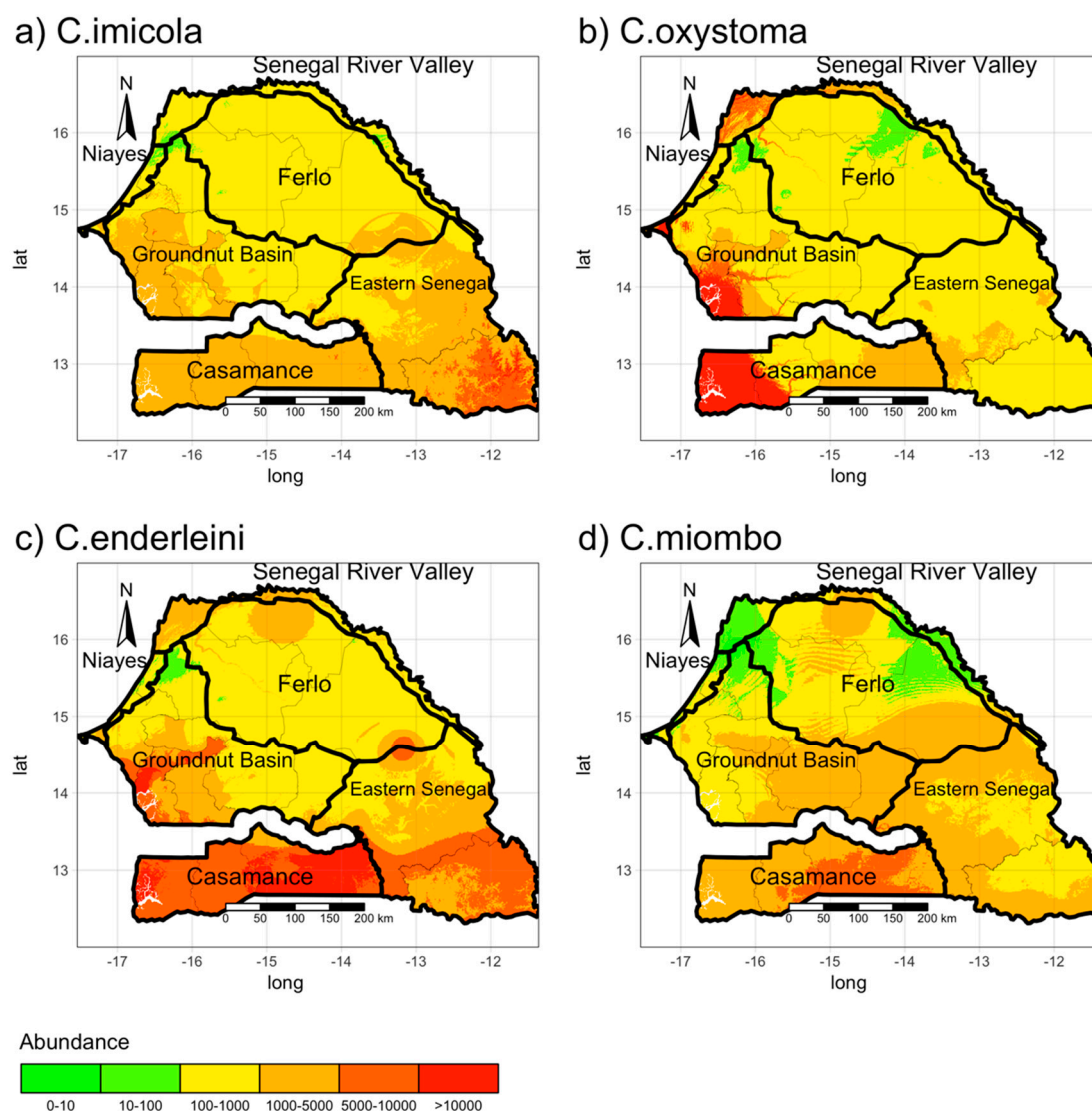 a) C.imicola
Senegal River Valley
N
16
Niayes
Ferlo
15
Groundnut Basin
Eastern Senegal
14
lat
13
Casamance
0 50 100 150 200 km
-17 -16 -15 -14 -13 -12
long
b) C.oxystoma
Senegal River Valley
N
16
Niayes
Ferlo
15
Groundnut Basin
Eastern Senegal
14
lat
13
Casamance
0 50 100 150 200 km
-17 -16 -15 -14 -13 -12
long
c) C.enderleini
Senegal River Valley
N
16
Niayes
Ferlo
15
Groundnut Basin
Eastern Senegal
14
lat
13
Casamance
0 50 100 150 200 km
-17 -16 -15 -14 -13 -12
long
d) C.miombo
Senegal River Valley
N
16
Niayes
Ferlo
15
Groundnut Basin
Eastern Senegal
14
lat
13
Casamance
0 50 100 150 200 km
-17 -16 -15 -14 -13 -12
long
Abundance
0-10 10-100 100-1000 1000-5000 5000-10000 >10000